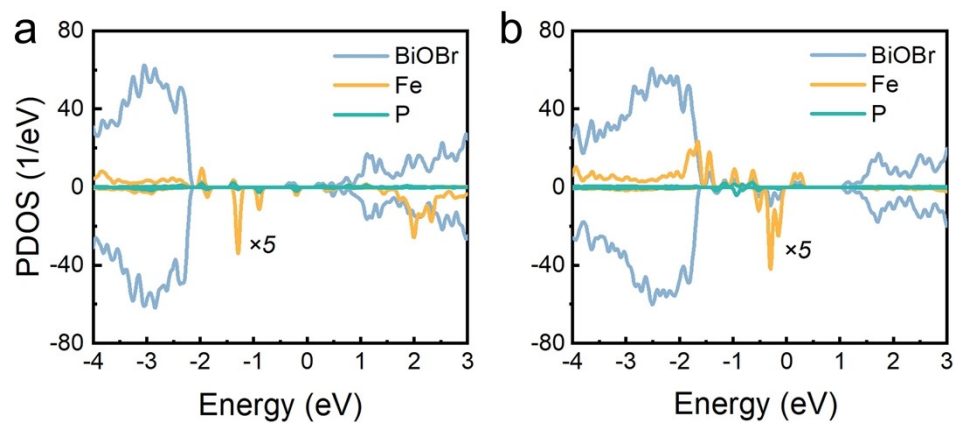 a
80
40
0
-40
-80
PDOS (1/eV)
BiOBr
Fe
P
×5
-4 -3 -2 -1 0 1 2 3
Energy (eV)
b
80
40
0
-40
-80
BiOBr
Fe
P
×5
-4 -3 -2 -1 0 1 2 3
Energy (eV)